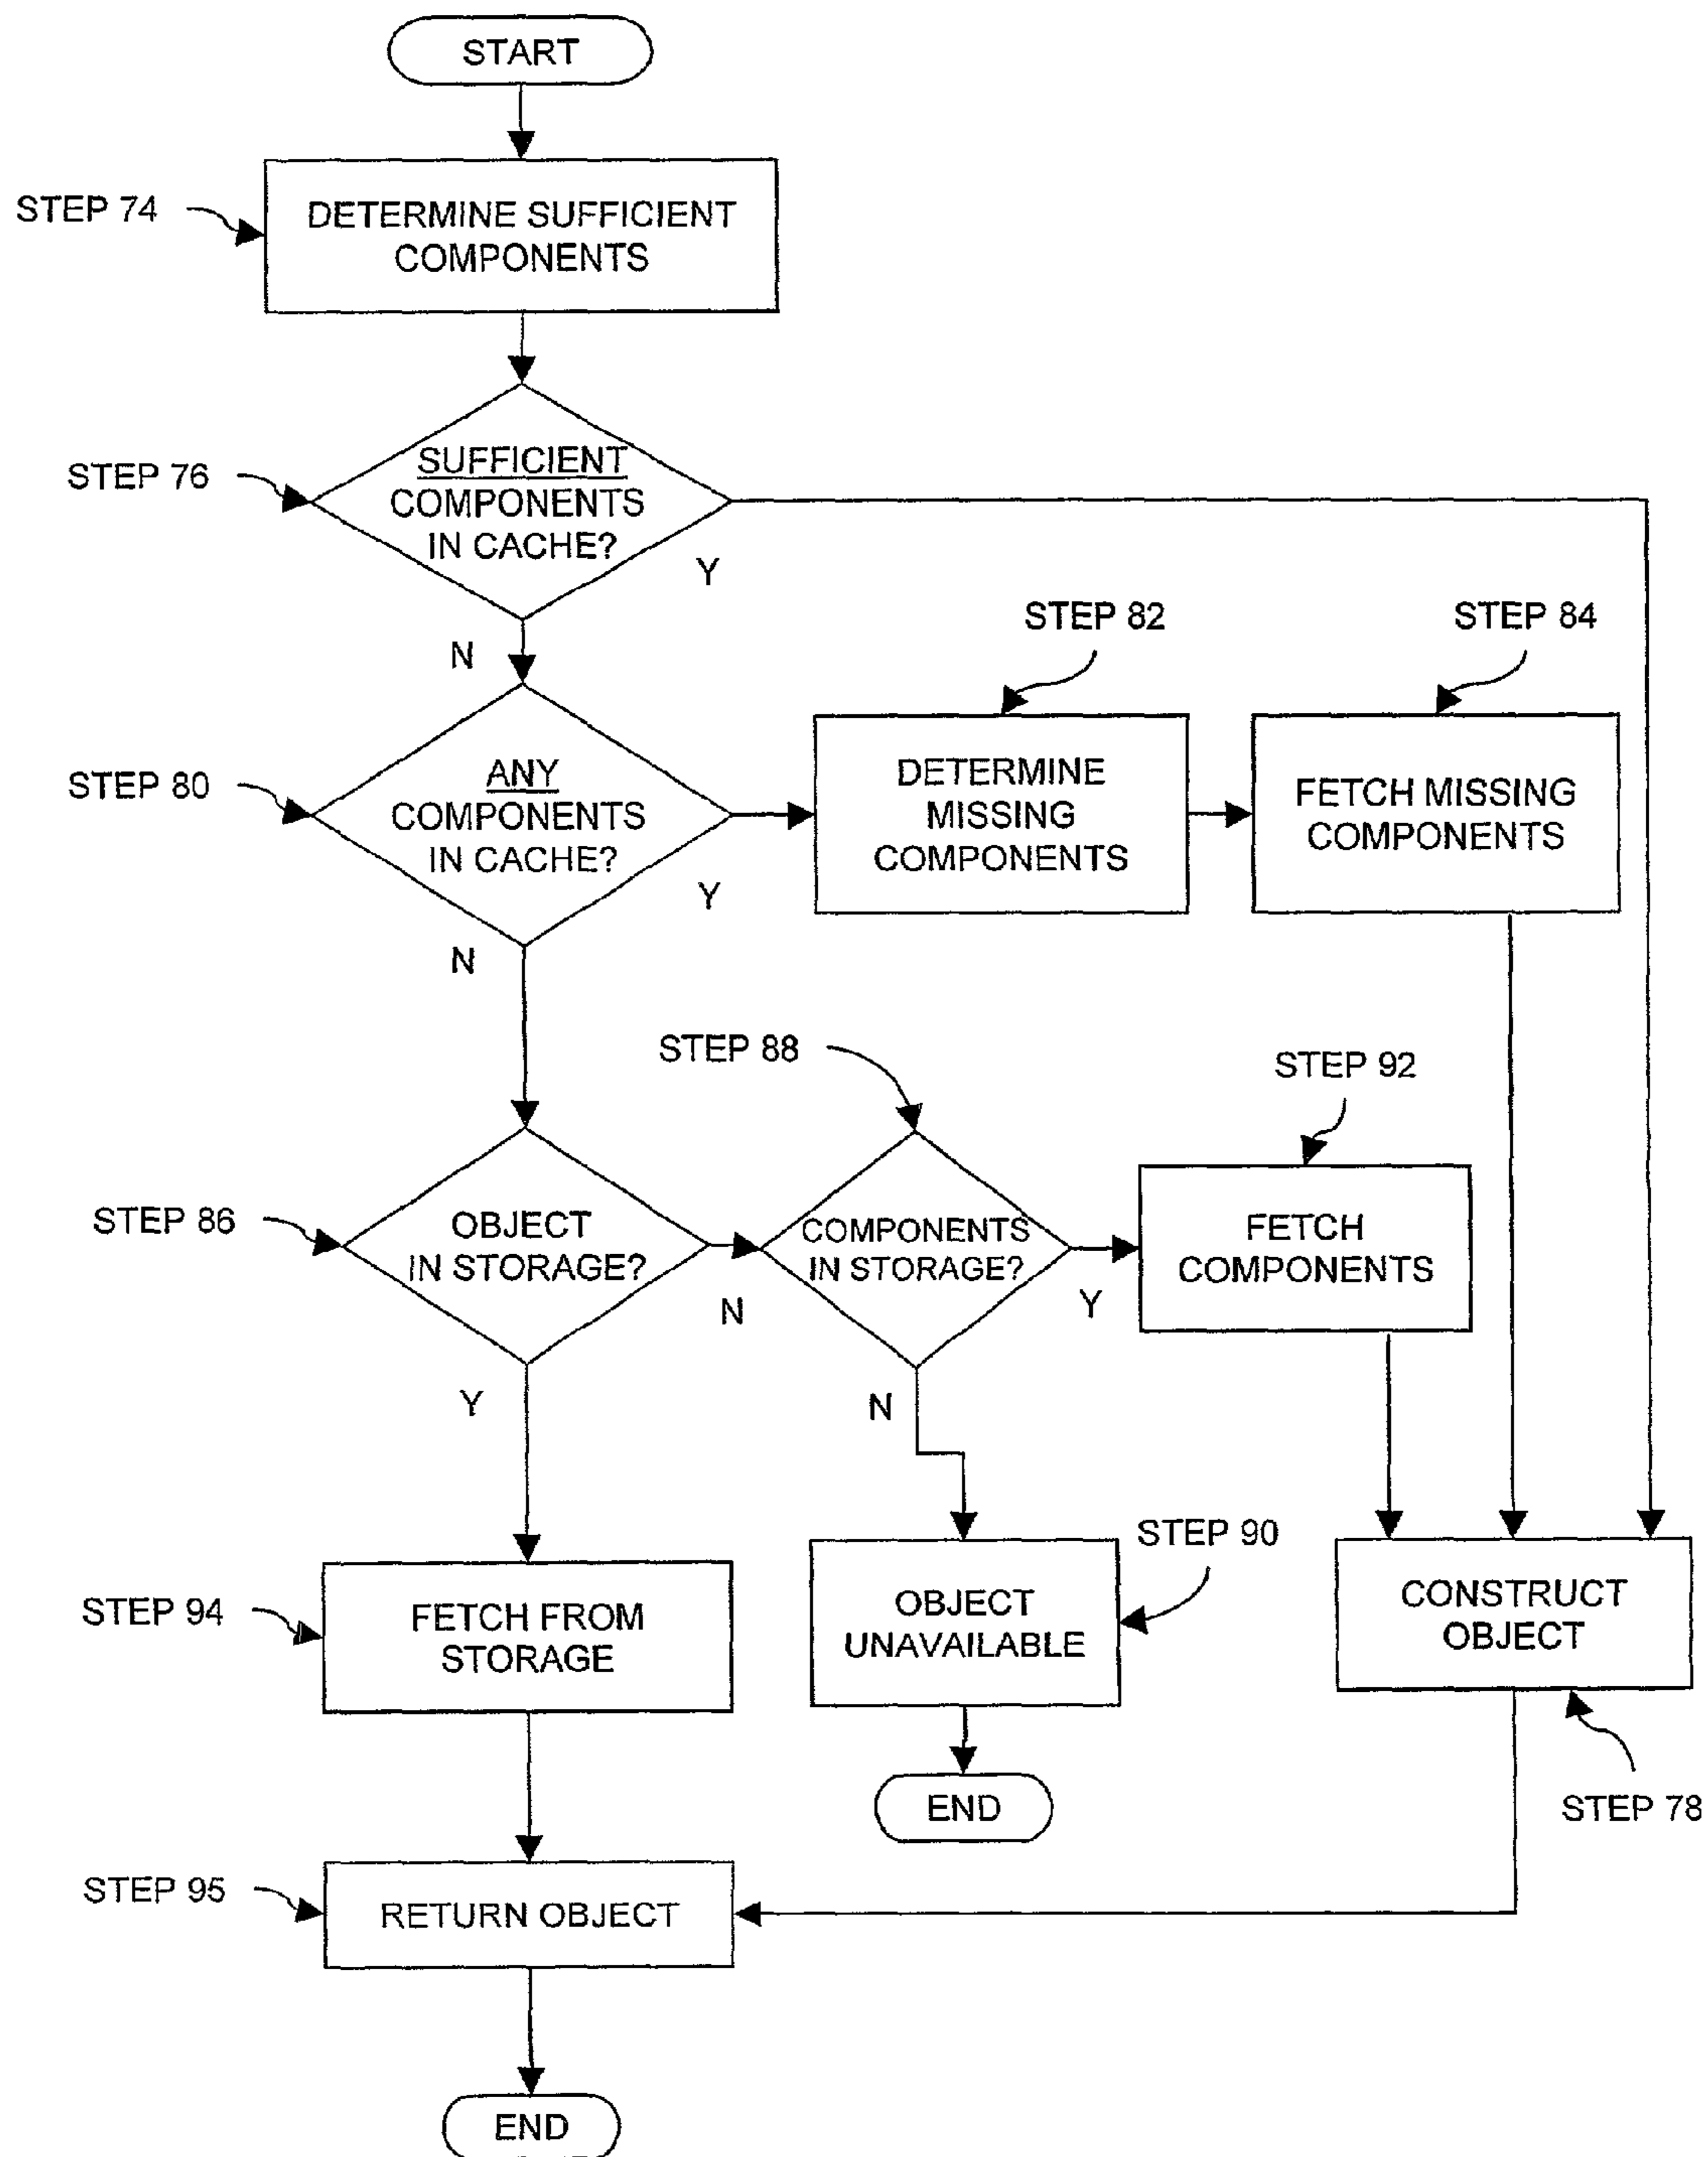 START
STEP 74
DETERMINE SUFFICIENT
COMPONENTS
STEP 76
SUFFICIENT
COMPONENTS
IN CACHE?
Y
N
STEP 82
STEP 84
STEP 80
ANY
COMPONENTS
IN CACHE?
Y
N
DETERMINE
MISSING
COMPONENTS
FETCH MISSING
COMPONENTS
STEP 88
STEP 92
STEP 86
OBJECT
IN STORAGE?
N
Y
COMPONENTS
IN STORAGE?
Y
N
FETCH
COMPONENTS
STEP 94
FETCH FROM
STORAGE
OBJECT
UNAVAILABLE
STEP 90
CONSTRUCT
OBJECT
STEP 78
END
STEP 95
RETURN OBJECT
END